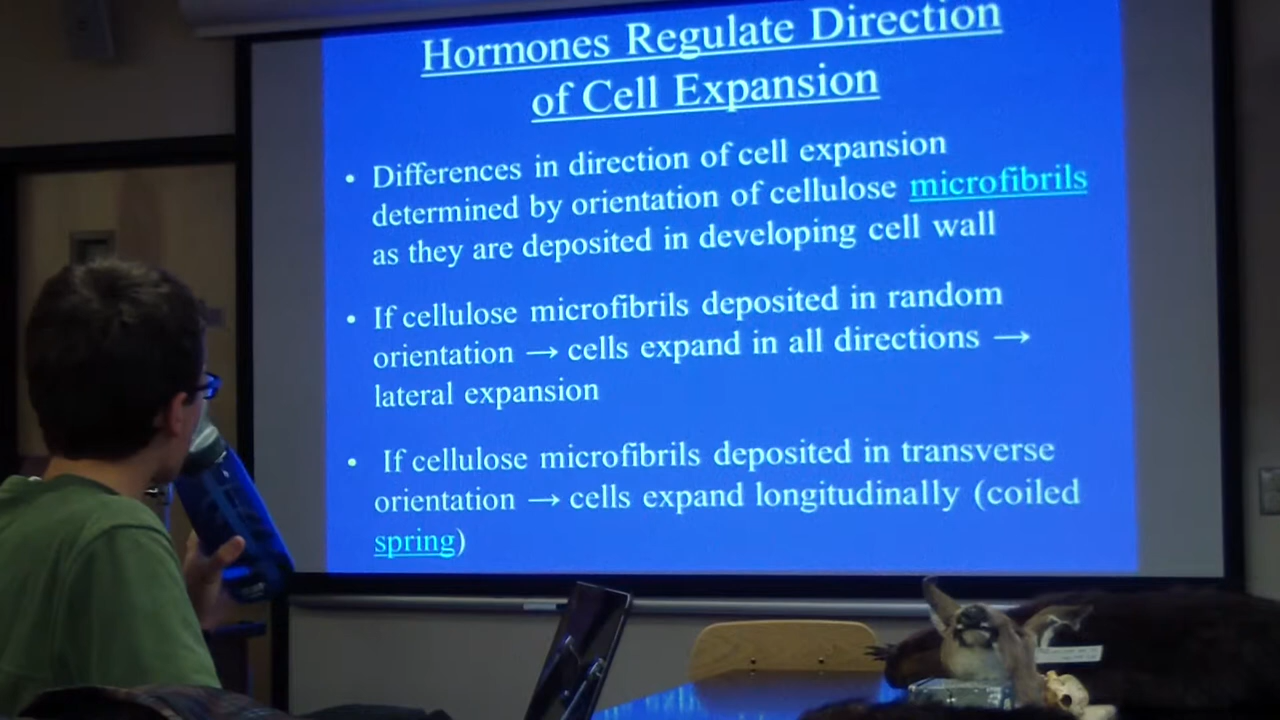 Hormones Regulate Direction
of Cell Expansion
• Differences in direction of cell expansion
determined by orientation of cellulose microfibrils
as they are deposited in developing cell wall
• If cellulose microfibrils deposited in random
orientation → cells expand in all directions →
lateral expansion
• If cellulose microfibrils deposited in transverse
orientation → cells expand longitudinally (coiled
spring)